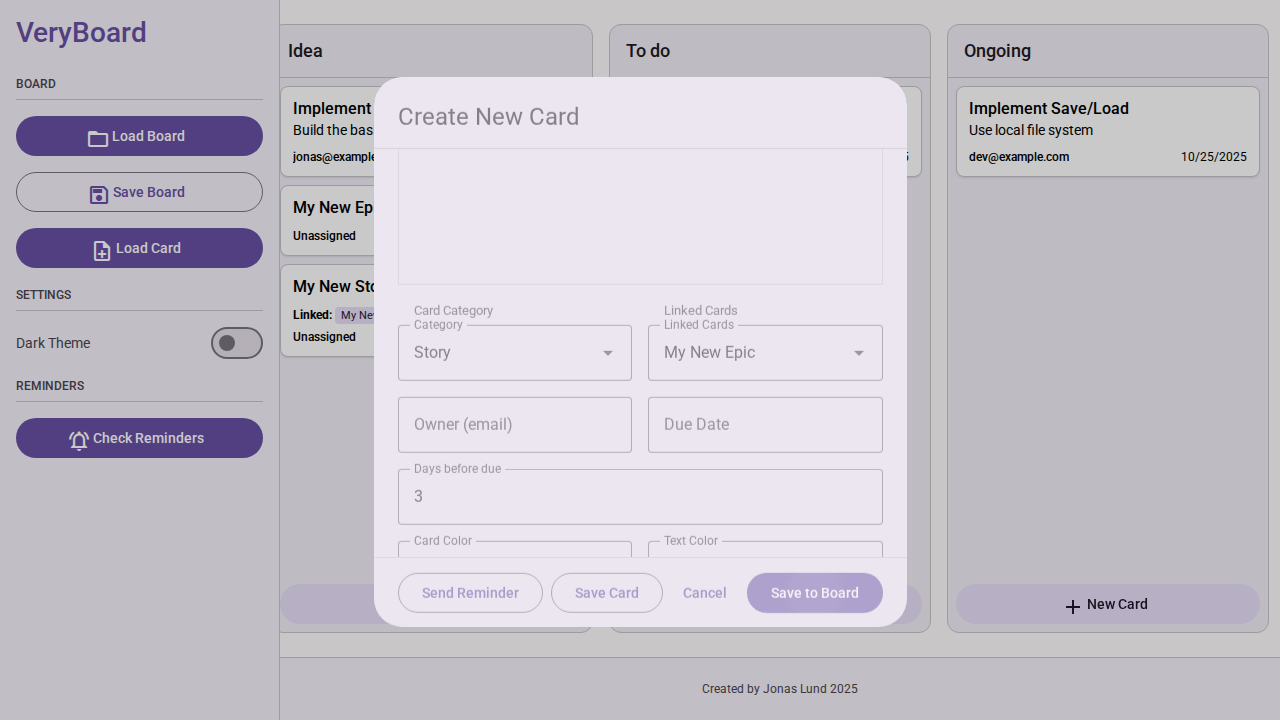 VeryBoard
BOARD
Load Board
Save Board
Load Card
SETTINGS
Dark Theme
REMINDERS
Check Reminders
Idea
Implement
Build the bas
jonas@example
My New Ep
Unassigned
My New Sto
Linked: My New
Unassigned
To do
Ongoing
Implement Save/Load
Use local file system
dev@example.com 10/25/2025
New Card
Create New Card
Card Category
Category
Story
Linked Cards
Linked Cards
My New Epic
Owner (email)
Due Date
Days before due
3
Card Color
Text Color
Send Reminder
Save Card
Cancel
Save to Board
Created by Jonas Lund 2025